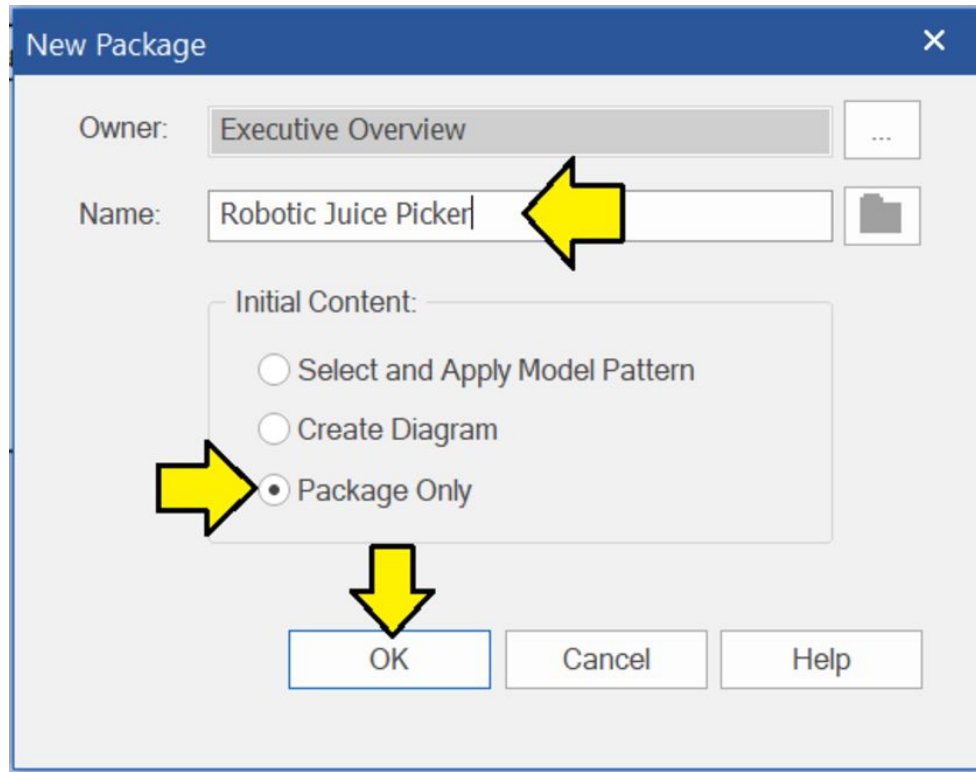 New Package
Owner: Executive Overview ...
Name: Robotic Juice Picker
Initial Content:
Select and Apply Model Pattern
Create Diagram
Package Only
OK Cancel Help